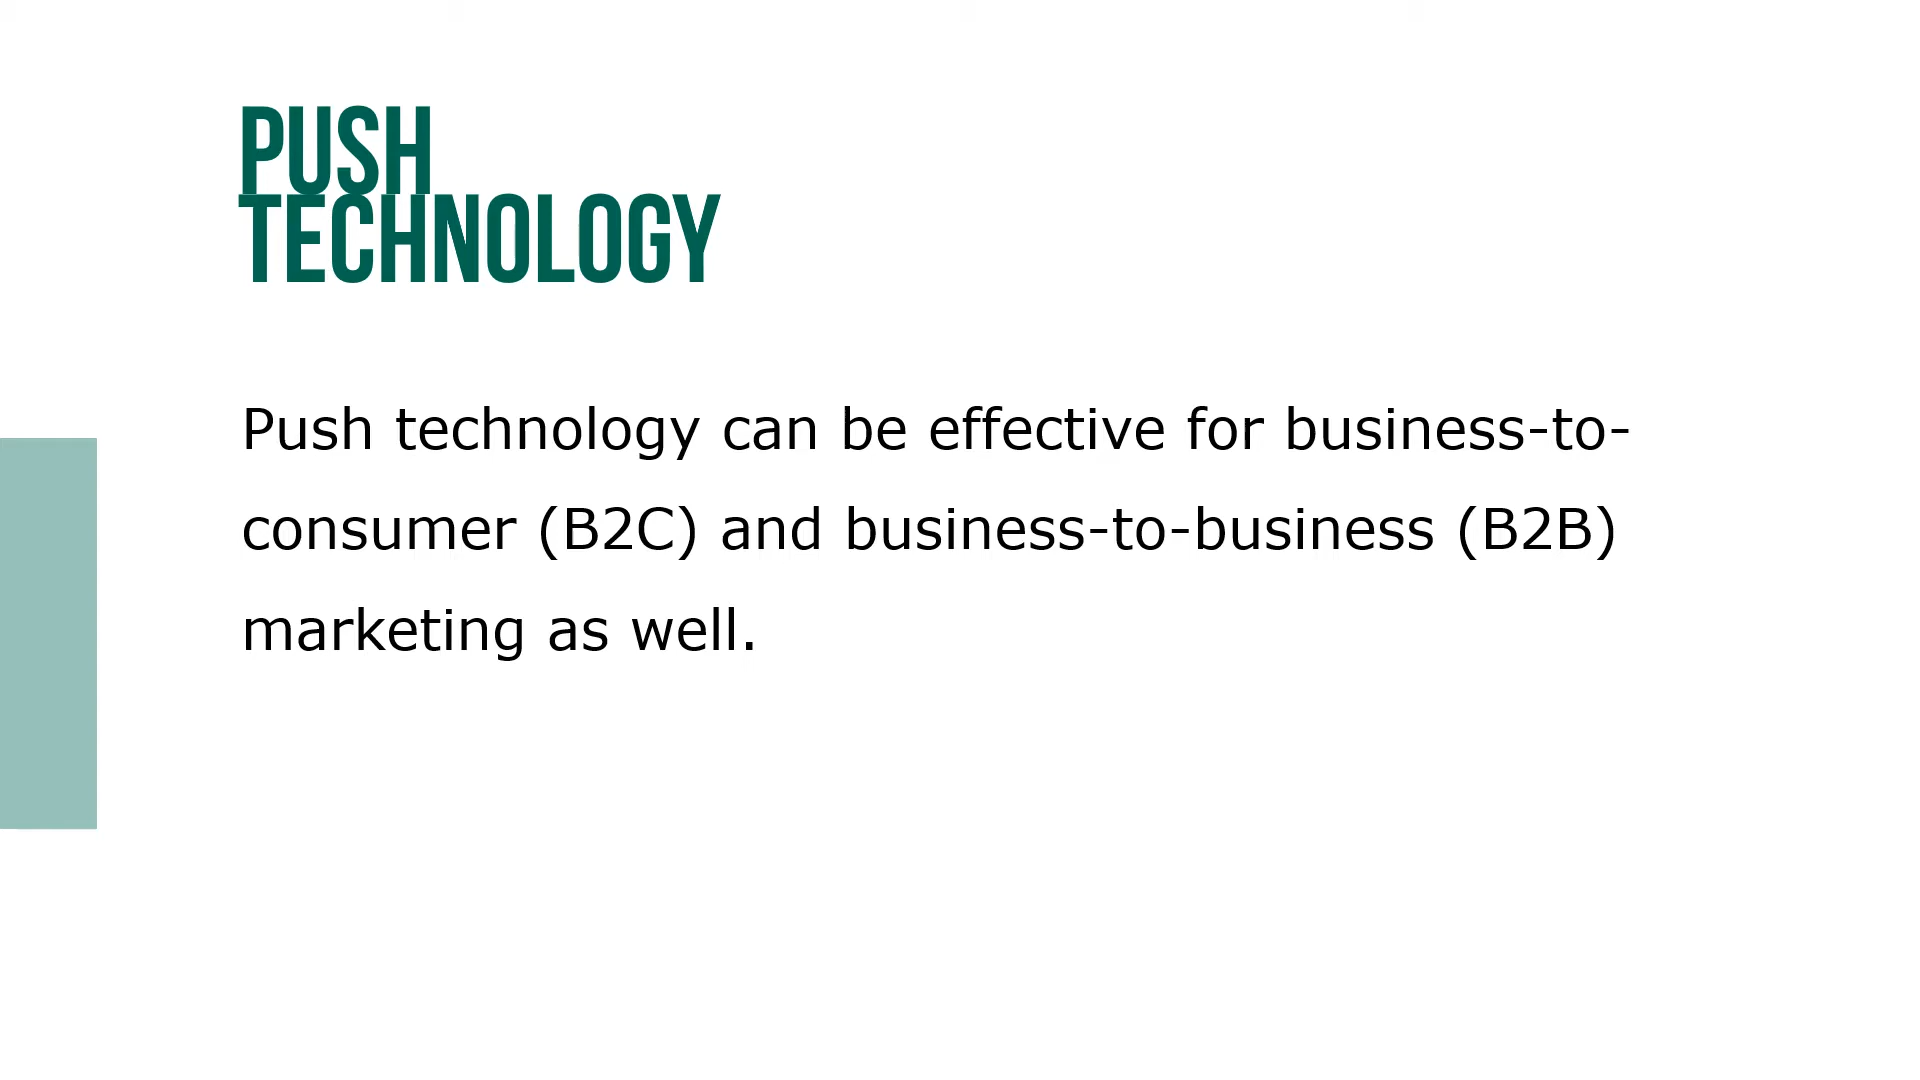 PUSH
TECHNOLOGY
Push technology can be effective for business-to-
consumer (B2C) and business-to-business (B2B)
marketing as well.